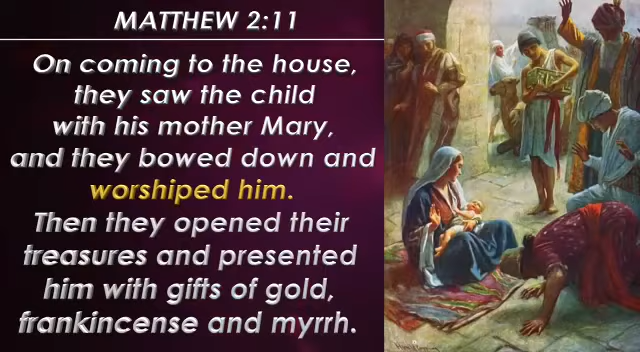 MATTHEW 2:11
On coming to the house,
they saw the child
with his mother Mary,
and they bowed down and
worshiped him.
Then they opened their
treasures and presented
him with gifts of gold,
frankincense and myrrh.